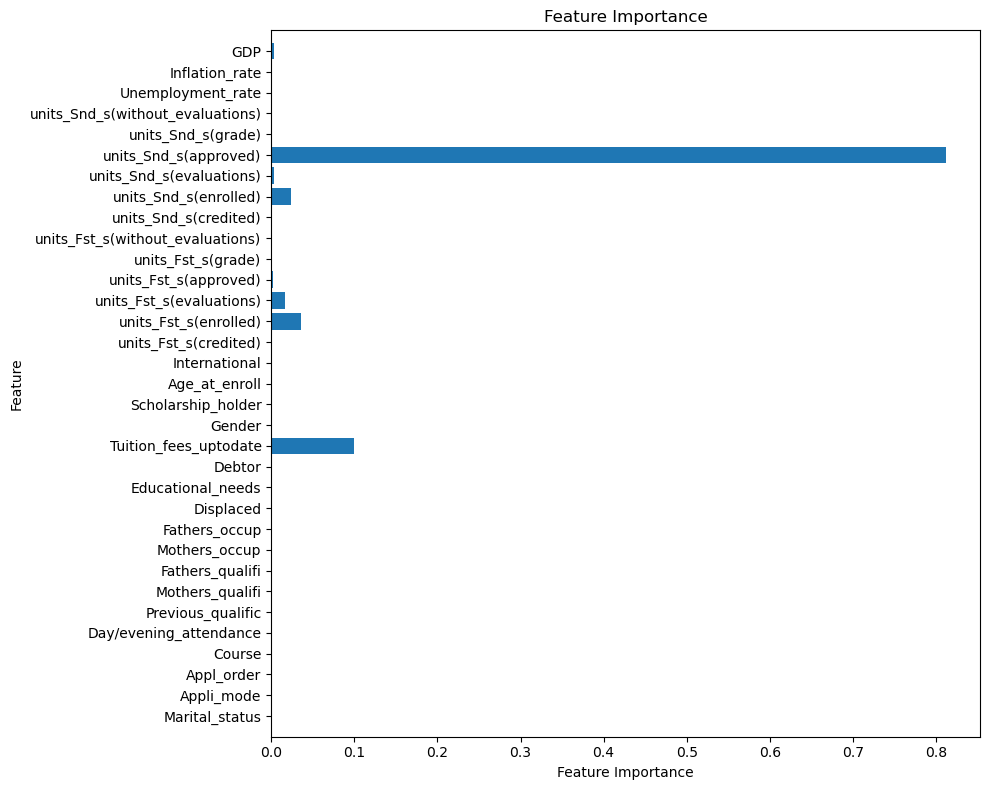 Feature Importance
GDP
Inflation_rate
Unemployment_rate
units_Snd_s(without_evaluations)
units_Snd_s(grade)
units_Snd_s(approved)
units_Snd_s(evaluations)
units_Snd_s(enrolled)
units_Snd_s(credited)
units_Fst_s(without_evaluations)
units_Fst_s(grade)
units_Fst_s(approved)
units_Fst_s(evaluations)
units_Fst_s(enrolled)
units_Fst_s(credited)
International
Age_at_enroll
Scholarship_holder
Gender
Tuition_fees_uptodate
Debtor
Educational_needs
Displaced
Fathers_occup
Mothers_occup
Fathers_qualifi
Mothers_qualifi
Previous_qualific
Day/evening_attendance
Course
Appl_order
Appli_mode
Marital_status
Feature
0.0 0.1 0.2 0.3 0.4 0.5 0.6 0.7 0.8
Feature Importance